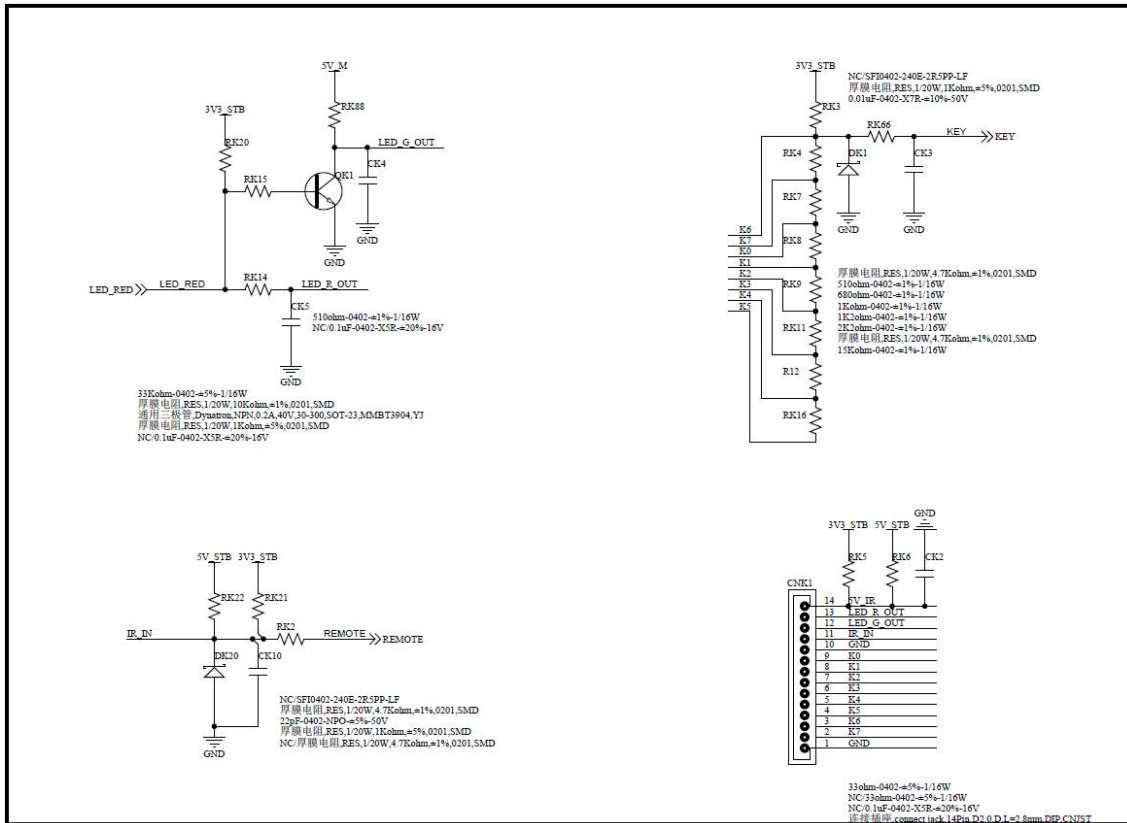 5V_M
RK88
3V3_STB
RK20
LED_G_OUT
CK4
QK1
RK15
GND
GND
LED_RED
LED_RED
RK14
LED_R_OUT
CK5
510ohm-0402-±1%-1/16W
NC/0.1uF-0402-X5R-±20%-16V
GND
33Kohm-0402-±5%-1/16W
厚膜电阻,RES,1/20W,10Kohm,±1%,0201,SMD
通用三极管,Dynatron,NPN,0.2A,40V,30-300,SOT-23,MMBT3904,YJ
厚膜电阻,RES,1/20W,1Kohm,±5%,0201,SMD
NC/0.1uF-0402-X5R-±20%-16V
3V3_STB
NC/SFI0402-240E-2R5PP-LF
厚膜电阻,RES,1/20W,1Kohm,±5%,0201,SMD
0.01uF-0402-X7R-±10%-50V
RK3
RK66
KEY
KEY
RK4
DK1
CK3
RK7
GND
GND
K6
K7
K0
K1
K2
K3
K4
K5
RK8
RK9
RK11
R12
RK16
厚膜电阻,RES,1/20W,4.7Kohm,±1%,0201,SMD
510ohm-0402-±1%-1/16W
680ohm-0402-±1%-1/16W
1Kohm-0402-±1%-1/16W
1K2ohm-0402-±1%-1/16W
2K2ohm-0402-±1%-1/16W
厚膜电阻,RES,1/20W,4.7Kohm,±1%,0201,SMD
15Kohm-0402-±1%-1/16W
5V_STB
3V3_STB
RK22
RK21
IR_IN
RK2
REMOTE
REMOTE
DK20
CK10
GND
NC/SFI0402-240E-2R5PP-LF
厚膜电阻,RES,1/20W,4.7Kohm,±1%,0201,SMD
22pF-0402-NPO-±5%-50V
厚膜电阻,RES,1/20W,1Kohm,±5%,0201,SMD
NC/厚膜电阻,RES,1/20W,4.7Kohm,±1%,0201,SMD
GND
3V3_STB
5V_STB
RK5
RK6
CK2
CNK1
14 5V_IR
13 LED_R_OUT
12 LED_G_OUT
11 IR_IN
10 GND
9 K0
8 K1
7 K2
6 K3
5 K4
4 K5
3 K6
2 K7
1 GND
33ohm-0402-±5%-1/16W
NC/33ohm-0402-±5%-1/16W
NC/0.1uF-0402-X5R-±20%-16V
连接插座,connect jack,14Pin,D2.0,D,L=2.8mm,DIP,CNJST